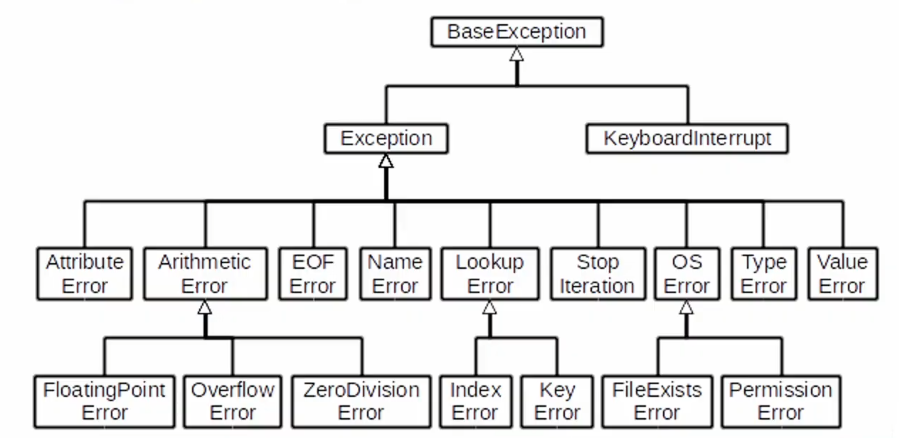 BaseException
Exception
KeyboardInterrupt
Attribute
Error
Arithmetic
Error
EOF
Error
Name
Error
Lookup
Error
Stop
Iteration
OS
Error
Type
Error
Value
Error
FloatingPoint
Error
Overflow
Error
ZeroDivision
Error
Index
Error
Key
Error
FileExists
Error
Permission
Error